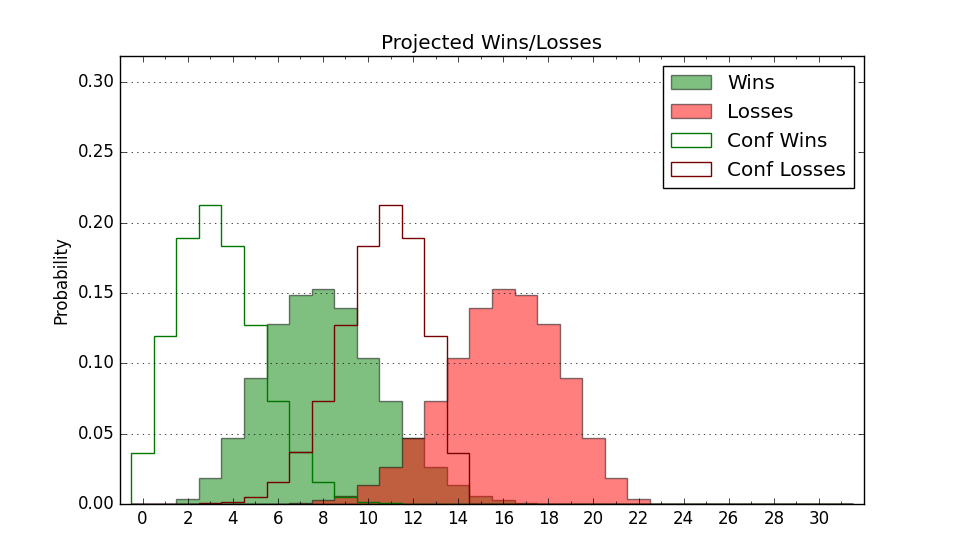 Projected Wins/Losses
Wins
Losses
Conf Wins
Conf Losses
Probability
0.30
0.25
0.20
0.15
0.10
0.05
0.00
0 2 4 6 8 10 12 14 16 18 20 22 24 26 28 30